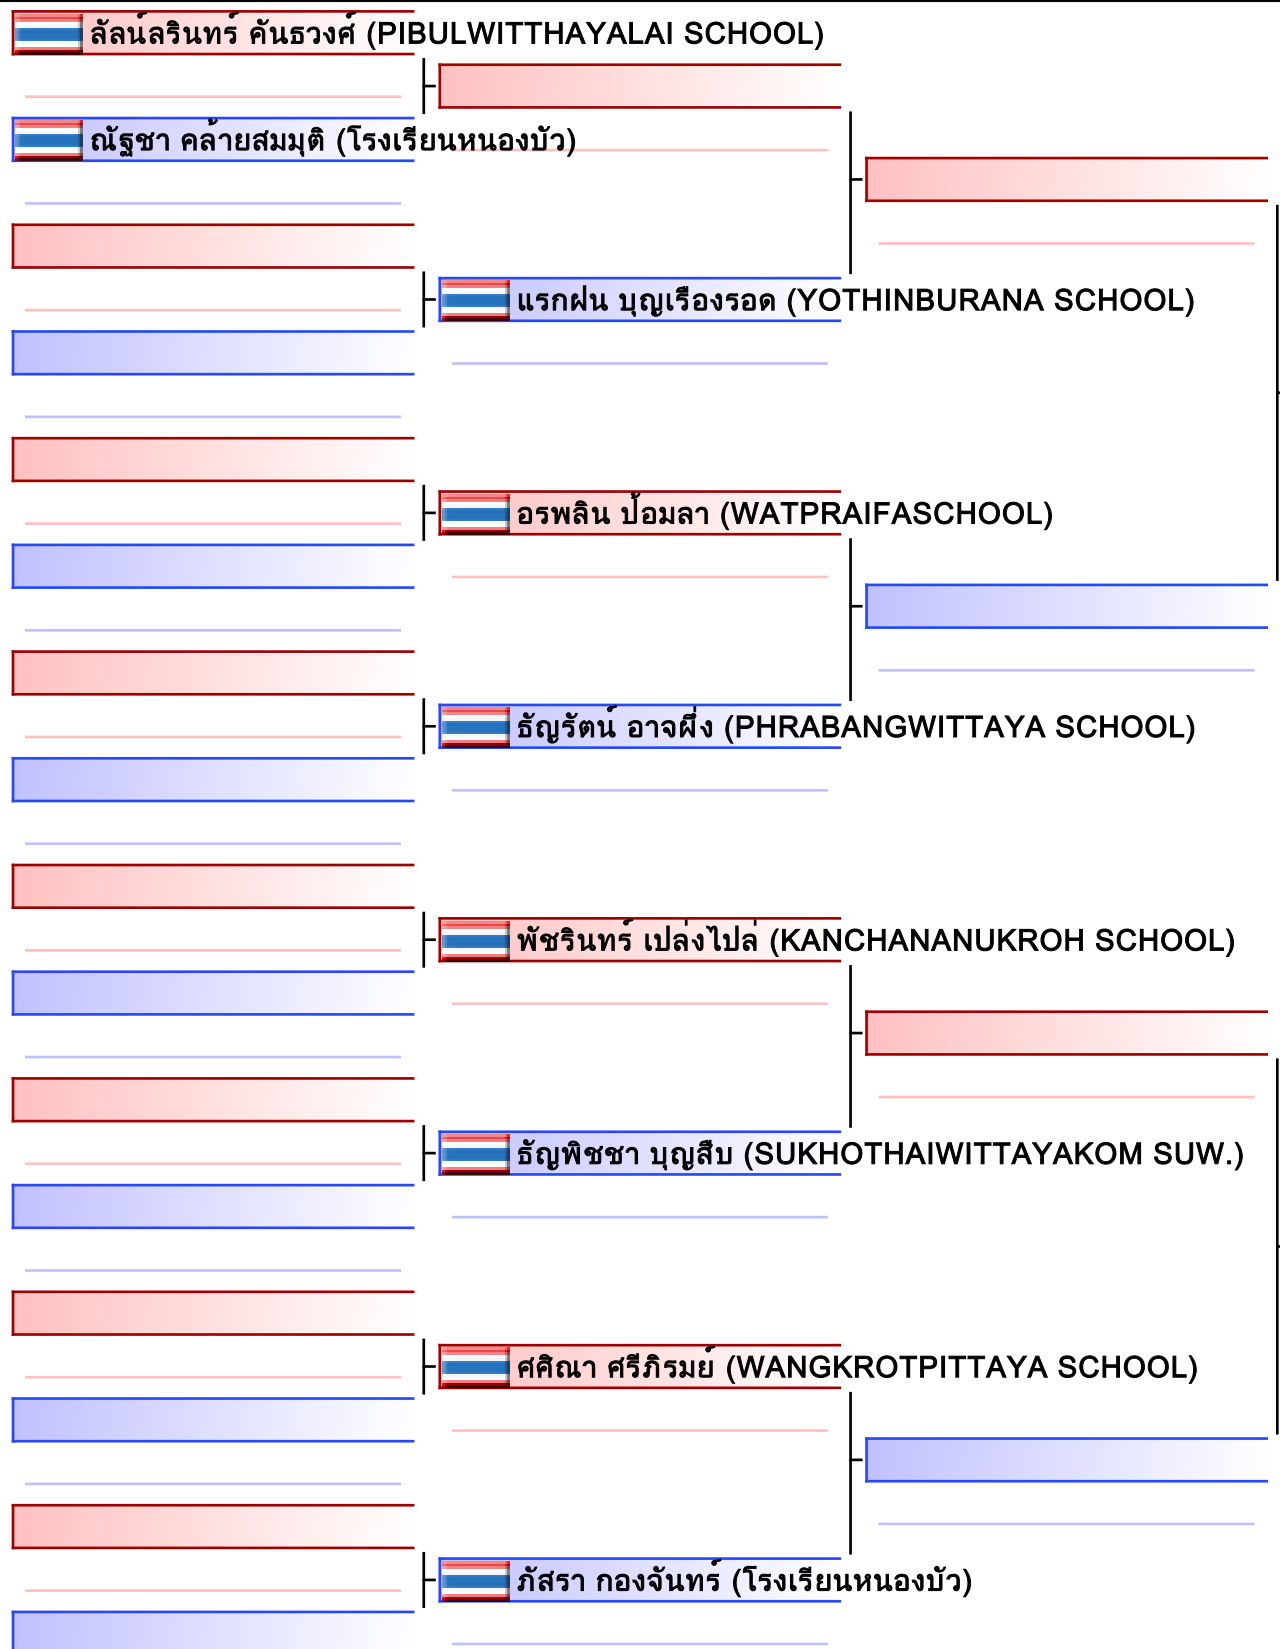 ลัลน์ลรินทร์ คันธวงศ์ (PIBULWITTHAYALAI SCHOOL)
ณัฐชา คล้ายสมมุติ (โรงเรียนหนองบัว)
แรกฝน บุญเรืองรอด (YOTHINBURANA SCHOOL)
อรพลิน ป้อมลา (WATPRAIFASCHOOL)
ธัญรัตน์ อาจผึ่ง (PHRABANGWITTAYA SCHOOL)
พัชรินทร์ เปล่งไปล่ (KANCHANANUKROH SCHOOL)
ธัญพิชชา บุญสืบ (SUKHOTHAIWITTAYAKOM SUW.)
ศศิณา ศรีภิรมย์ (WANGKROTPITTAYA SCHOOL)
ภัสรา กองจันทร์ (โรงเรียนหนองบัว)